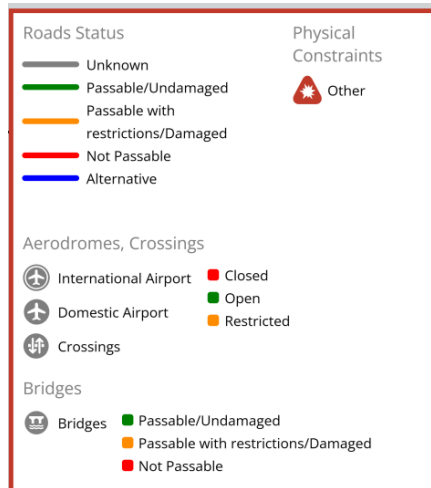 Roads Status
Unknown
Passable/Undamaged
Passable with
restrictions/Damaged
Not Passable
Alternative
Physical
Constraints
Other
Aerodromes, Crossings
International Airport
Domestic Airport
Crossings
Closed
Open
Restricted
Bridges
Bridges
Passable/Undamaged
Passable with restrictions/Damaged
Not Passable